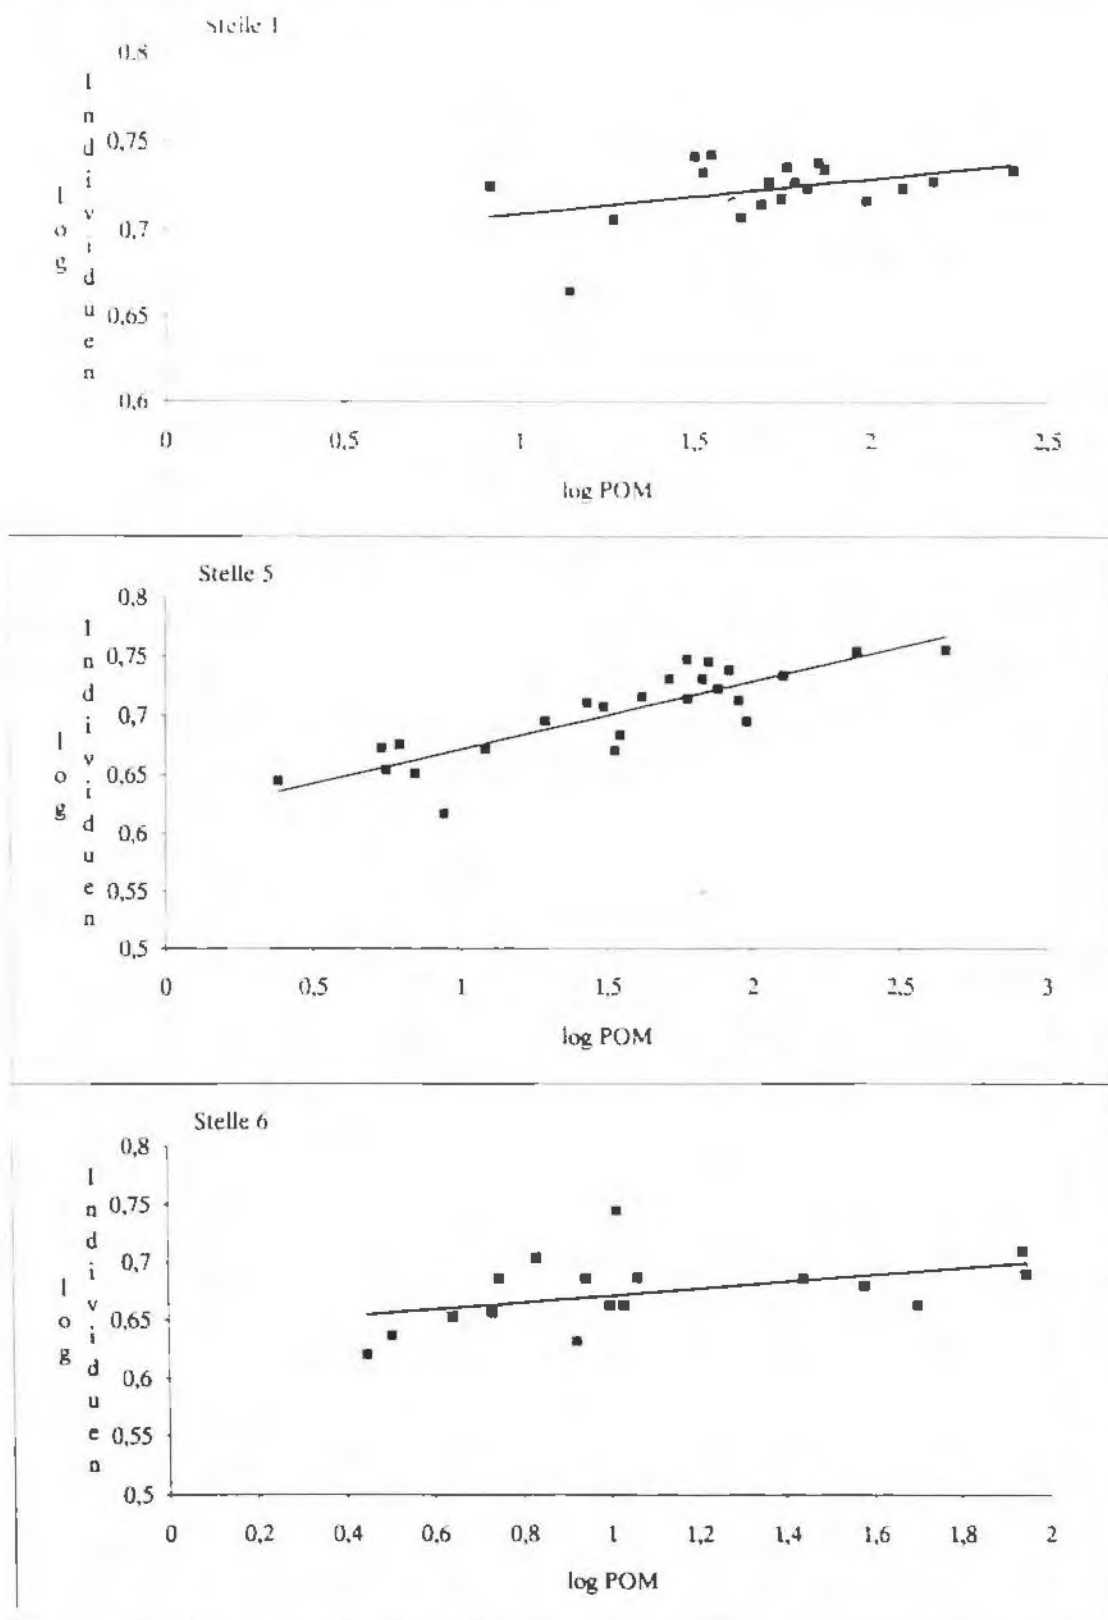 Stelle 1
log Individuen
0,8
0,75
0,7
0,65
0,6
0 0,5 1 1,5 2 2,5
log POM
Stelle 5
log Individuen
0,8
0,75
0,7
0,65
0,6
0,55
0,5
0 0,5 1 1,5 2 2,5 3
log POM
Stelle 6
log Individuen
0,8
0,75
0,7
0,65
0,6
0,55
0,5
0 0,2 0,4 0,6 0,8 1 1,2 1,4 1,6 1,8 2
log POM